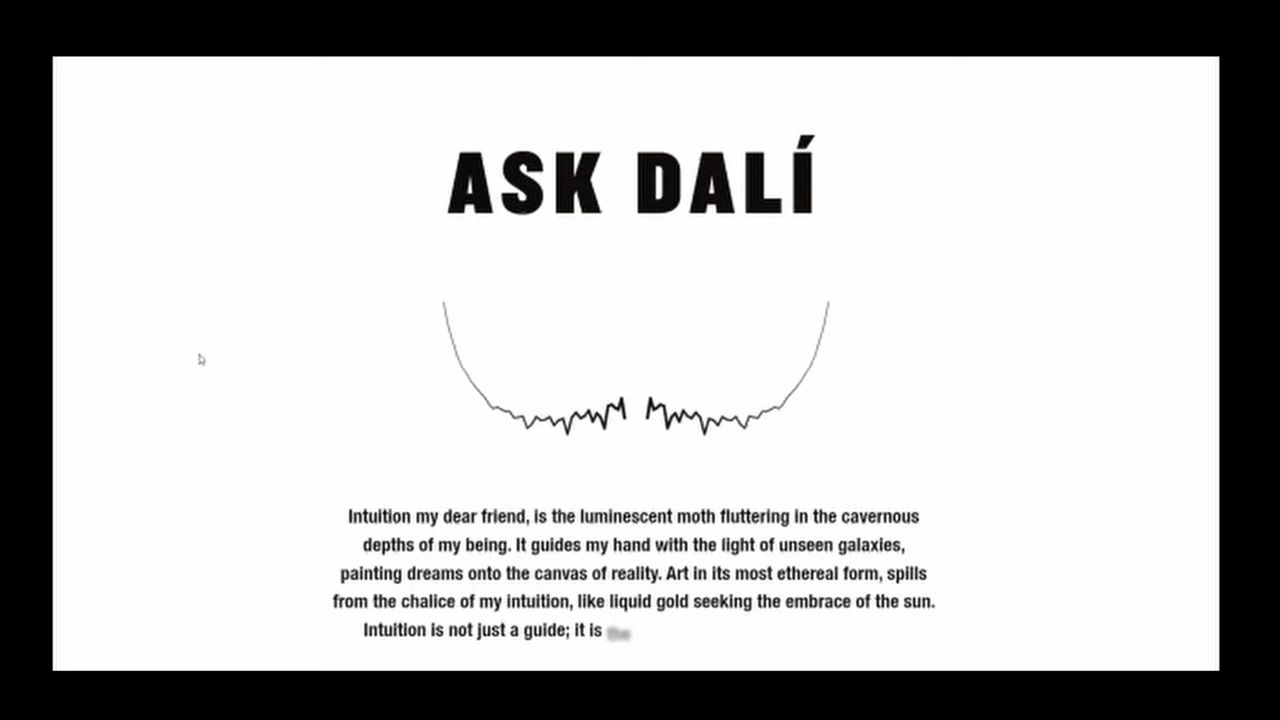 ASK DALÍ
Intuition my dear friend, is the luminescent moth fluttering in the cavernous
depths of my being. It guides my hand with the light of unseen galaxies,
painting dreams onto the canvas of reality. Art in its most ethereal form, spills
from the chalice of my intuition, like liquid gold seeking the embrace of the sun.
Intuition is not just a guide; it is